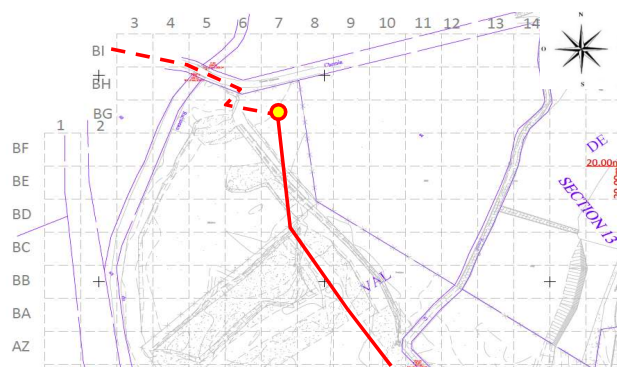 3 4 5 6 7 8 9 10 11 12 13 14
BI
BH
BG
1 2
BF
BE
BD
BC
BB
BA
AZ
N
O
E
S
Chemin
DE
20.00m
SECTION 13
VAL